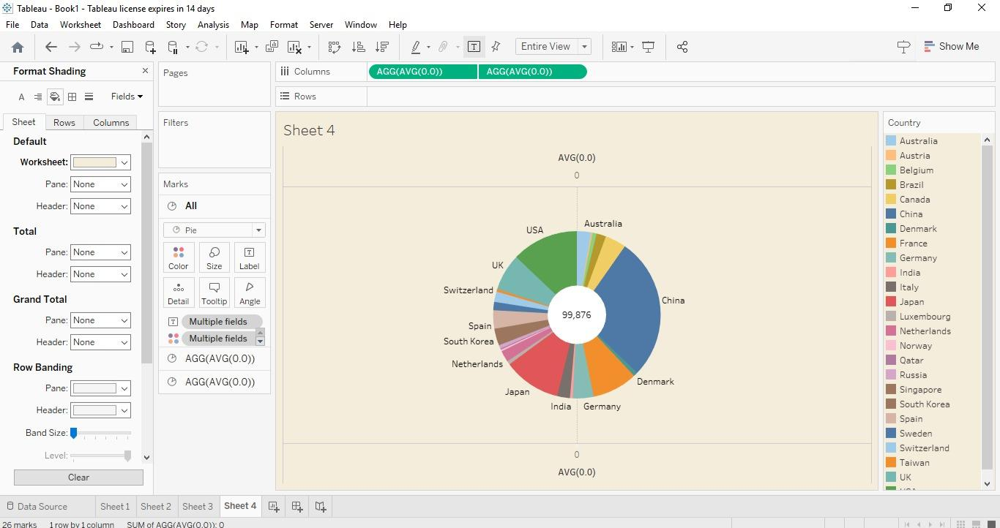 Tableau - Book1 - Tableau license expires in 14 days
File Data Worksheet Dashboard Story Analysis Map Format Server Window Help
Entire View
Show Me
Format Shading
A
Fields
Sheet Rows Columns
Default
Worksheet:
Pane: None
Header: None
Total
Pane: None
Header: None
Grand Total
Pane: None
Header: None
Row Banding
Pane:
Header:
Band Size:
Level:
Clear
Pages
Filters
Marks
All
Pie
Color Size Label
Detail Tooltip Angle
Multiple fields
Multiple fields
AGG(AVG(0.0))
AGG(AVG(0.0))
Columns AGG(AVG(0.0)) AGG(AVG(0.0))
Rows
Sheet 4
AVG(0.0)
0
USA
Australia
UK
Switzerland
China
99,876
Spain
South Korea
Netherlands
Denmark
Japan
India
Germany
0
AVG(0.0)
Country
Australia
Austria
Belgium
Brazil
Canada
China
Denmark
France
Germany
India
Italy
Japan
Luxembourg
Netherlands
Norway
Qatar
Russia
Singapore
South Korea
Spain
Sweden
Switzerland
Taiwan
UK
USA
Data Source Sheet 1 Sheet 2 Sheet 3 Sheet 4
26 marks 1 row by 1 column SUM of AGG(AVG(0.0)): 0